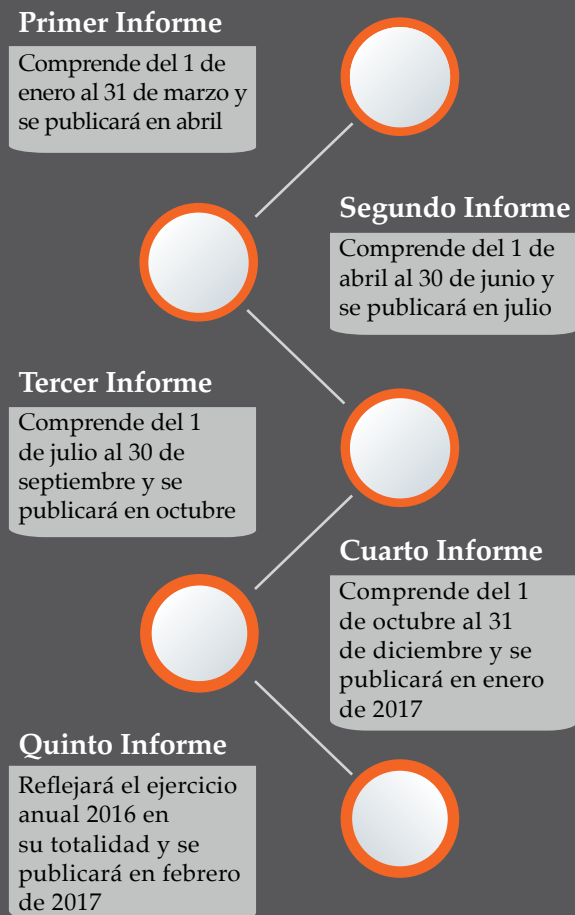 Primer Informe
Comprende del 1 de
enero al 31 de marzo y
se publicará en abril
Segundo Informe
Comprende del 1 de
abril al 30 de junio y
se publicará en julio
Tercer Informe
Comprende del 1
de julio al 30 de
septiembre y se
publicará en octubre
Cuarto Informe
Comprende del 1
de octubre al 31
de diciembre y se
publicará en enero
de 2017
Quinto Informe
Reflejará el ejercicio
anual 2016 en
su totalidad y se
publicará en febrero
de 2017